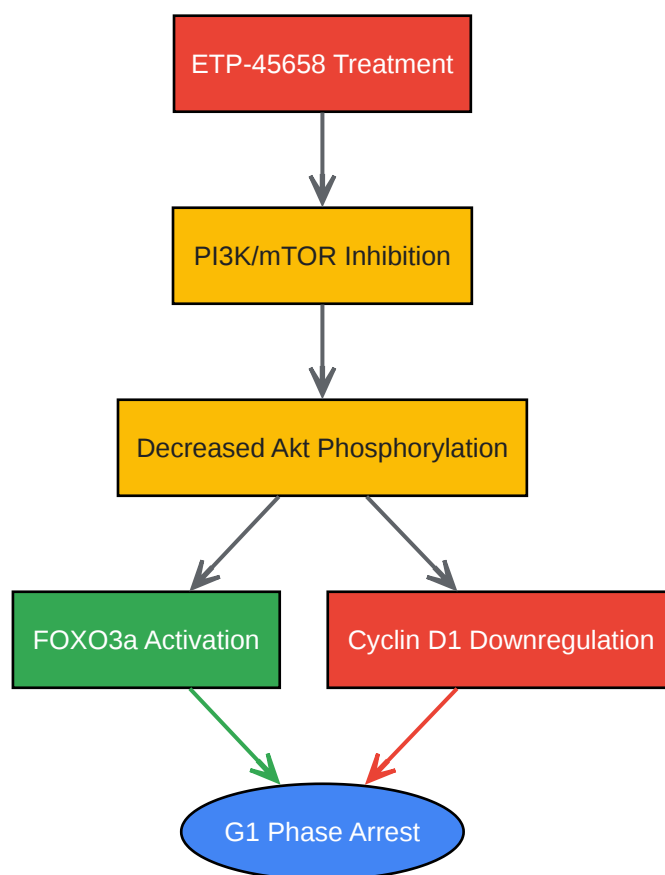 ETP-45658 Treatment
PI3K/mTOR Inhibition
Decreased Akt Phosphorylation
FOXO3a Activation
Cyclin D1 Downregulation
G1 Phase Arrest